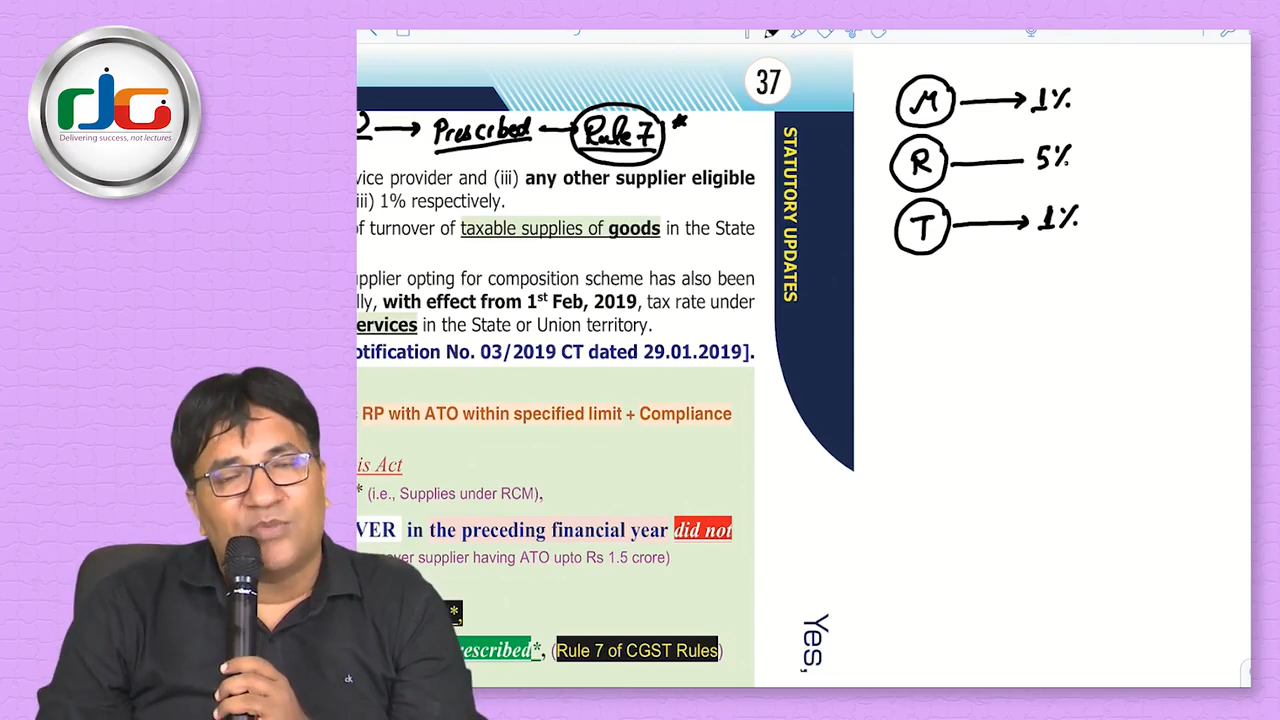 rja
Delivering success, not lectures
37
→ Prescribed — Rule 7 *
vice provider and (iii) any other supplier eligible
iii) 1% respectively.
of turnover of taxable supplies of goods in the State
upplier opting for composition scheme has also been
lly, with effect from 1st Feb, 2019, tax rate under
ervices in the State or Union territory.
otification No. 03/2019 CT dated 29.01.2019].
RP with ATO within specified limit + Compliance
is Act
* (i.e., Supplies under RCM),
VER in the preceding financial year did not
over supplier having ATO upto Rs 1.5 crore)
*,
rescribed*, (Rule 7 of CGST Rules)
STATUTORY UPDATES
Yes,
M → 1%
R — 5%
T → 1%
dk